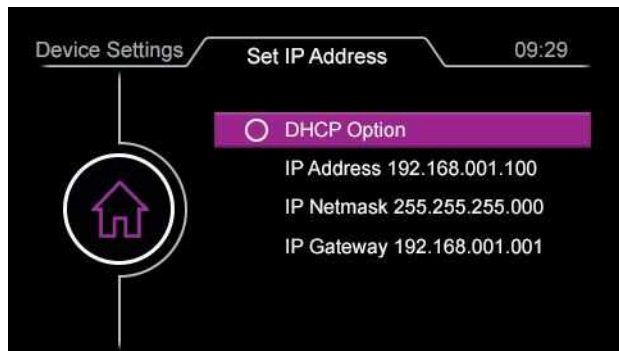 Device Settings
Set IP Address
09:29
DHCP Option
IP Address 192.168.001.100
IP Netmask 255.255.255.000
IP Gateway 192.168.001.001